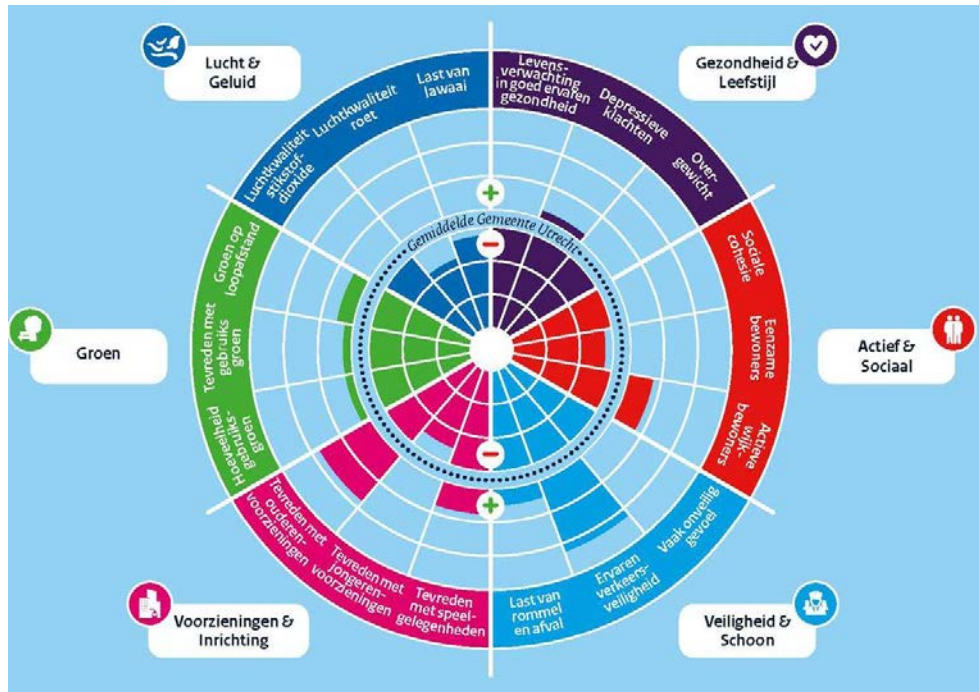 Lucht &
Geluid
Gezondheid &
Leefstijl
Groen
Actief &
Sociaal
Voorzieningen &
Inrichting
Veiligheid &
Schoon
Luchtkwaliteit
stikstof-
dioxide
Luchtkwaliteit
roet
Last van
lawaai
Levens-
verwachting
in goed ervaren
gezondheid
Depressieve
klachten
Over-
gewicht
Sociale
cohesie
Eenzame
bewoners
Actieve
wijk-
bewoners
Vaak onveilig
gevoel
Ervaren
verkeers-
veiligheid
Last van
rommel
en afval
Tevreden
met speel-
gelegenheden
Tevreden met
jongeren-
voorzieningen
Tevreden met
ouderen-
voorzieningen
Hoeveelheid
gebruiks-
groen
Tevreden met
gebruiks
groen
Groen op
loopafstand
+
Gemiddelde Gemeente Utrecht
−
−
+